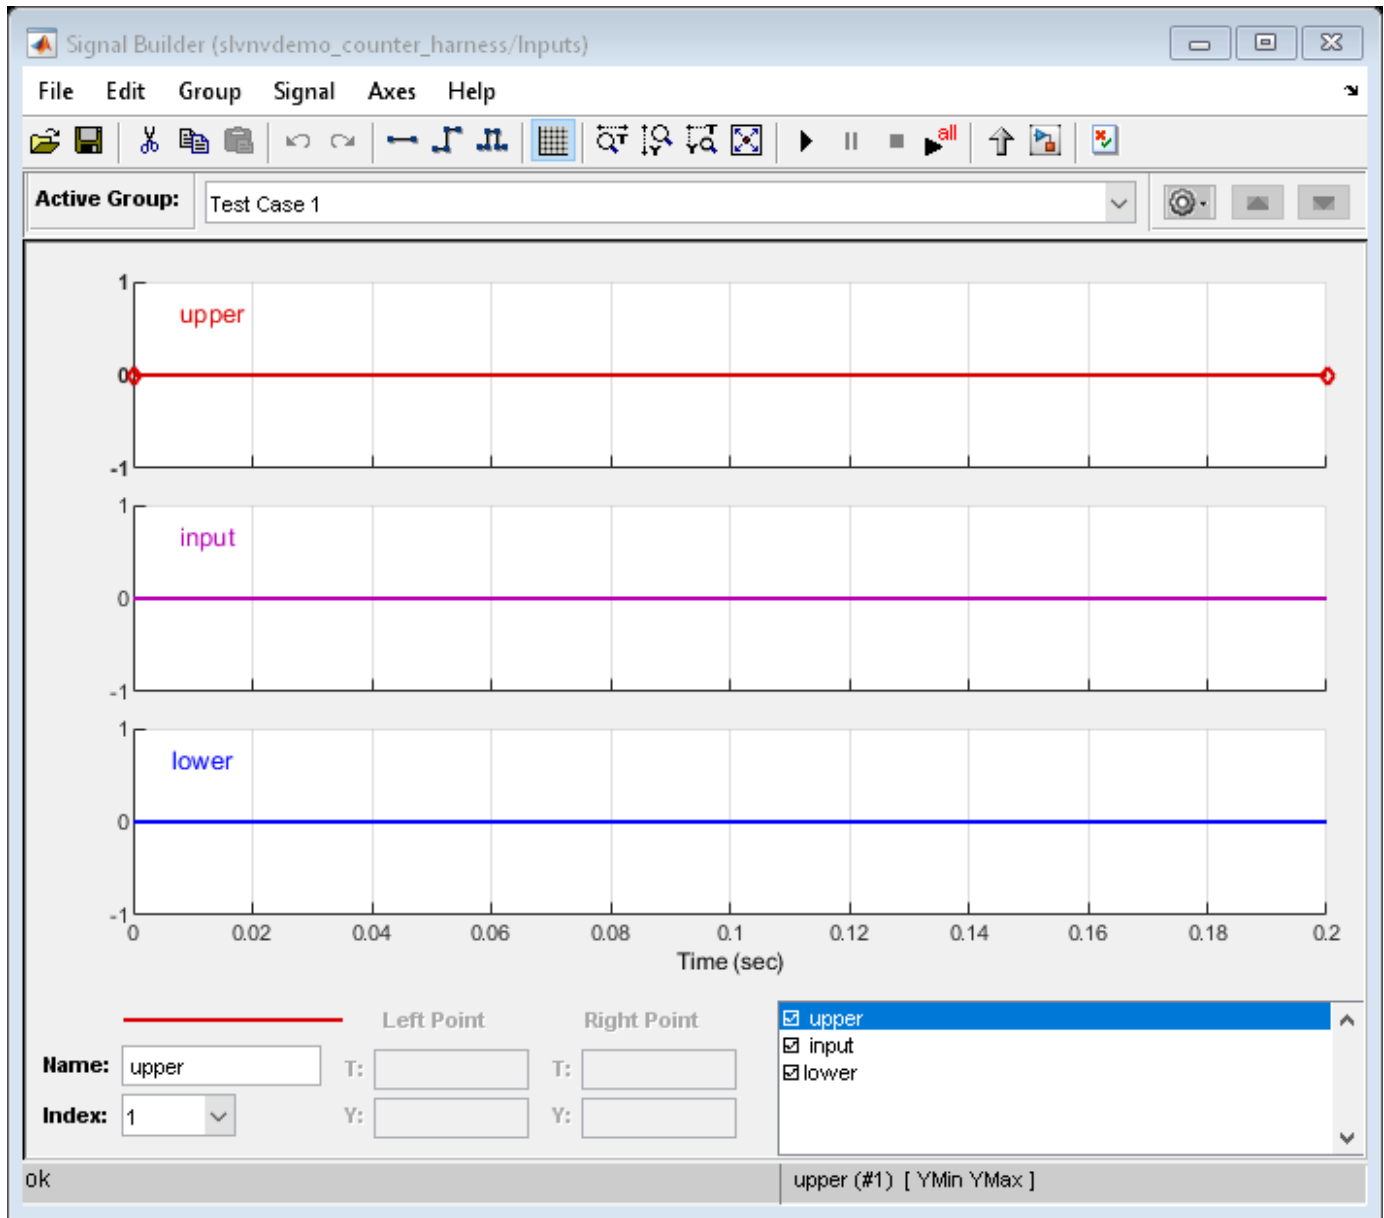 Signal Builder (slvnvdemo_counter_harness/Inputs)
File Edit Group Signal Axes Help
all
Active Group: Test Case 1
1
upper
0
-1
1
input
0
-1
1
lower
0
-1
0 0.02 0.04 0.06 0.08 0.1 0.12 0.14 0.16 0.18 0.2
Time (sec)
Left Point Right Point
Name: upper T: T:
Index: 1 Y: Y:
upper
input
lower
ok
upper (#1) [ YMin YMax ]